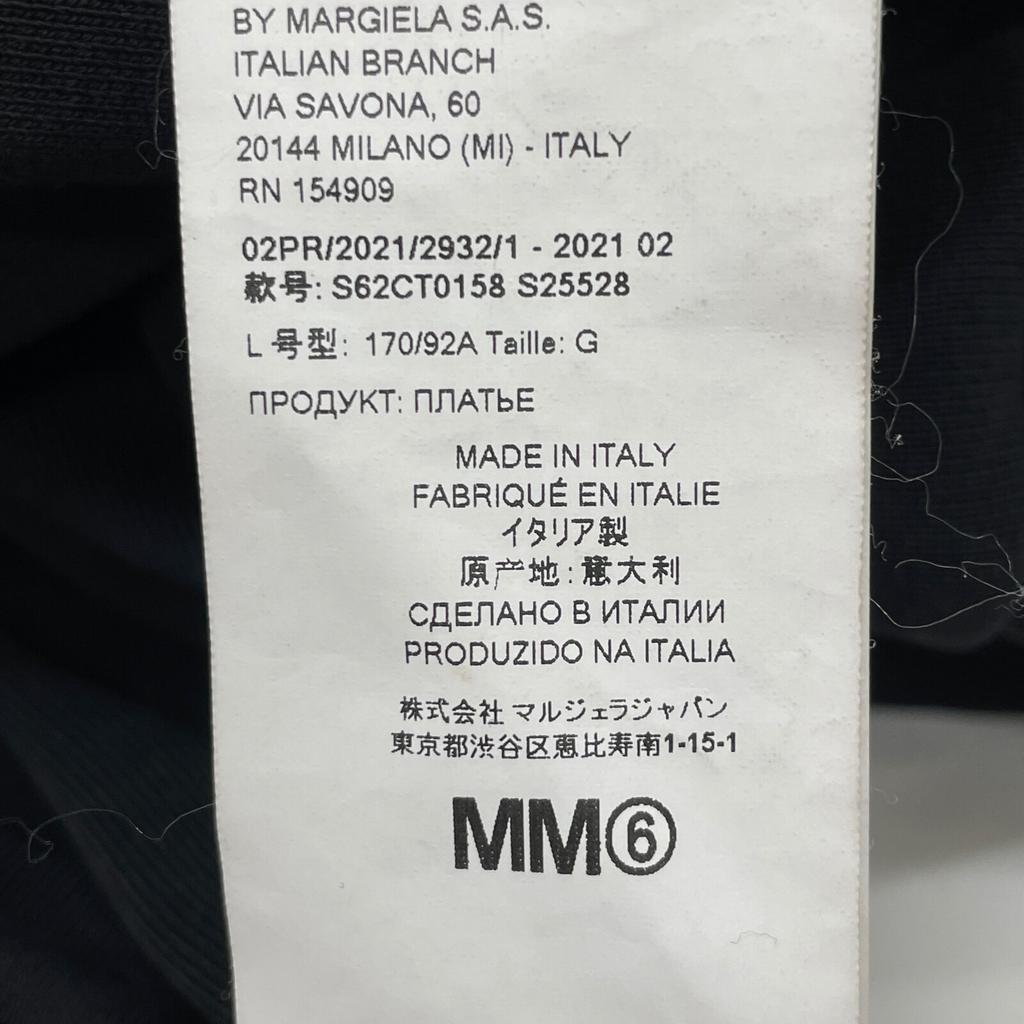 BY MARGIELA S.A.S.
ITALIAN BRANCH
VIA SAVONA, 60
20144 MILANO (MI) - ITALY
RN 154909
02PR/2021/2932/1 - 2021 02
款号: S62CT0158 S25528
L 号型: 170/92A Taille: G
ПРОДУКТ: ПЛАТЬЕ
MADE IN ITALY
FABRIQUÉ EN ITALIE
イタリア製
原产地: 意大利
СДЕЛАНО В ИТАЛИИ
PRODUZIDO NA ITALIA
株式会社 マルジェラジャパン
東京都渋谷区恵比寿南1-15-1
MM⑥